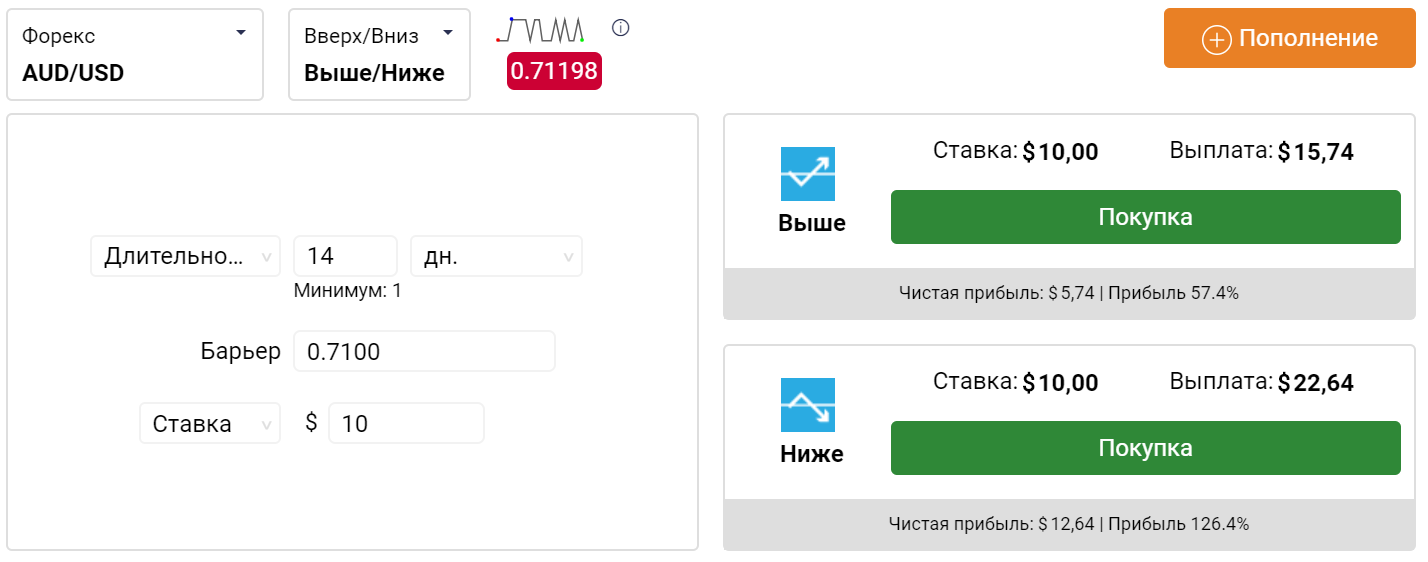 Форекс
AUD/USD
Вверх/Вниз
Выше/Ниже
0.71198
Пополнение
Длительно...
14
дн.
Минимум: 1
Барьер
0.7100
Ставка
$
10
Ставка: $10,00
Выплата: $15,74
Выше
Покупка
Чистая прибыль: $5,74 | Прибыль 57.4%
Ставка: $10,00
Выплата: $22,64
Ниже
Покупка
Чистая прибыль: $12,64 | Прибыль 126.4%